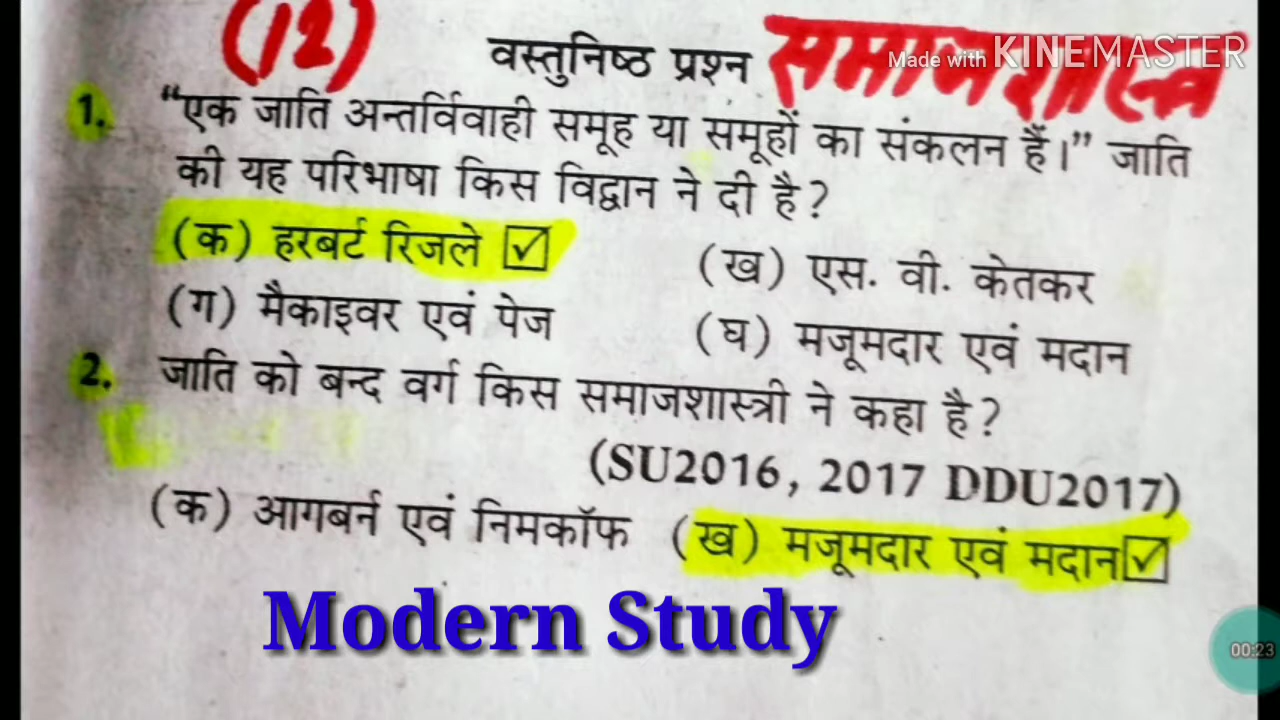 (12)
वस्तुनिष्ठ प्रश्न समाजशास्त्र
Made with KINEMASTER
1. “एक जाति अन्तर्विवाही समूह या समूहों का संकलन हैं।” जाति
की यह परिभाषा किस विद्वान ने दी है?
(क) हरबर्ट रिजले ☑ (ख) एस. वी. केतकर
(ग) मैकाइवर एवं पेज (घ) मजूमदार एवं मदान
2. जाति को बन्द वर्ग किस समाजशास्त्री ने कहा है?
(SU2016, 2017 DDU2017)
(क) आगबर्न एवं निमकॉफ (ख) मजूमदार एवं मदान ☑
Modern Study
00:23